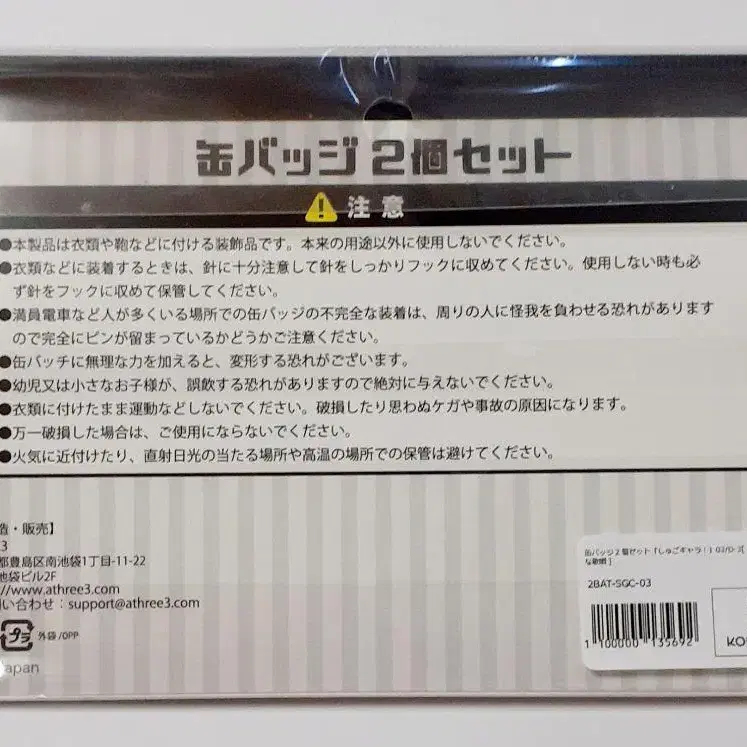 缶バッジ2個セット
注意
●本製品は衣類や鞄などに付ける装飾品です。本来の用途以外に使用しないでください。
●衣類などに装着するときは、針に十分注意して針をしっかりフックに収めてください。使用しない時も必
ず針をフックに収めて保管してください。
●満員電車など人が多くいる場所での缶バッジの不完全な装着は、周りの人に怪我を負わせる恐れがあります
ので完全にピンが留まっているかどうかご注意ください。
●缶バッチに無理な力を加えると、変形する恐れがございます。
●幼児又は小さなお子様が、誤飲する恐れがありますので絶対に与えないでください。
●衣類に付けたまま運動などしないでください。破損したり思わぬケガや事故の原因になります。
●万一破損した場合は、ご使用にならないでください。
●火気に近付けたり、直射日光の当たる場所や高温の場所での保管は避けてください。
造・販売】
3
都豊島区南池袋1丁目-11-22
池袋ビル2F
//www.athree3.com
い合わせ：support@athree3.com
プラ 外袋/OPP
Japan
缶バッジ2個セット「しゅごキャラ！」03/D-3(
な歌唄)
2BAT-SGC-03
1 100000 135692
KO